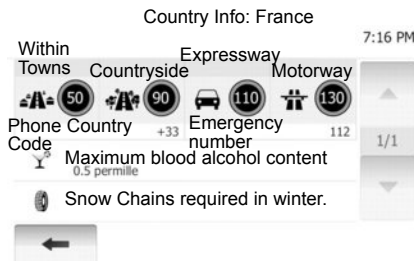 Country Info: France
7:16 PM
Within
Towns
Countryside
Expressway
Motorway
50
90
110
130
Phone Country
Code
+33
Emergency
number
112
1/1
Maximum blood alcohol content
0.5 permille
Snow Chains required in winter.